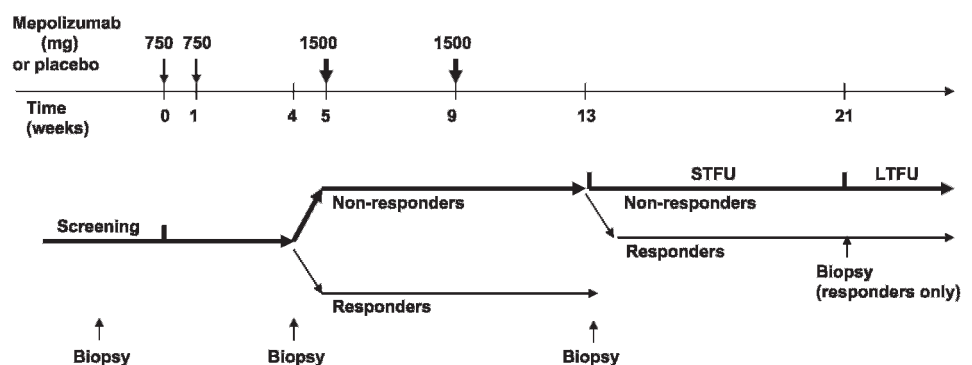 Mepolizumab
(mg)
or placebo
750 750 1500 1500
Time
(weeks)
0 1 4 5 9 13 21
STFU LTFU
Non-responders Non-responders
Screening
Responders
Responders
Biopsy
(responders only)
Biopsy Biopsy Biopsy